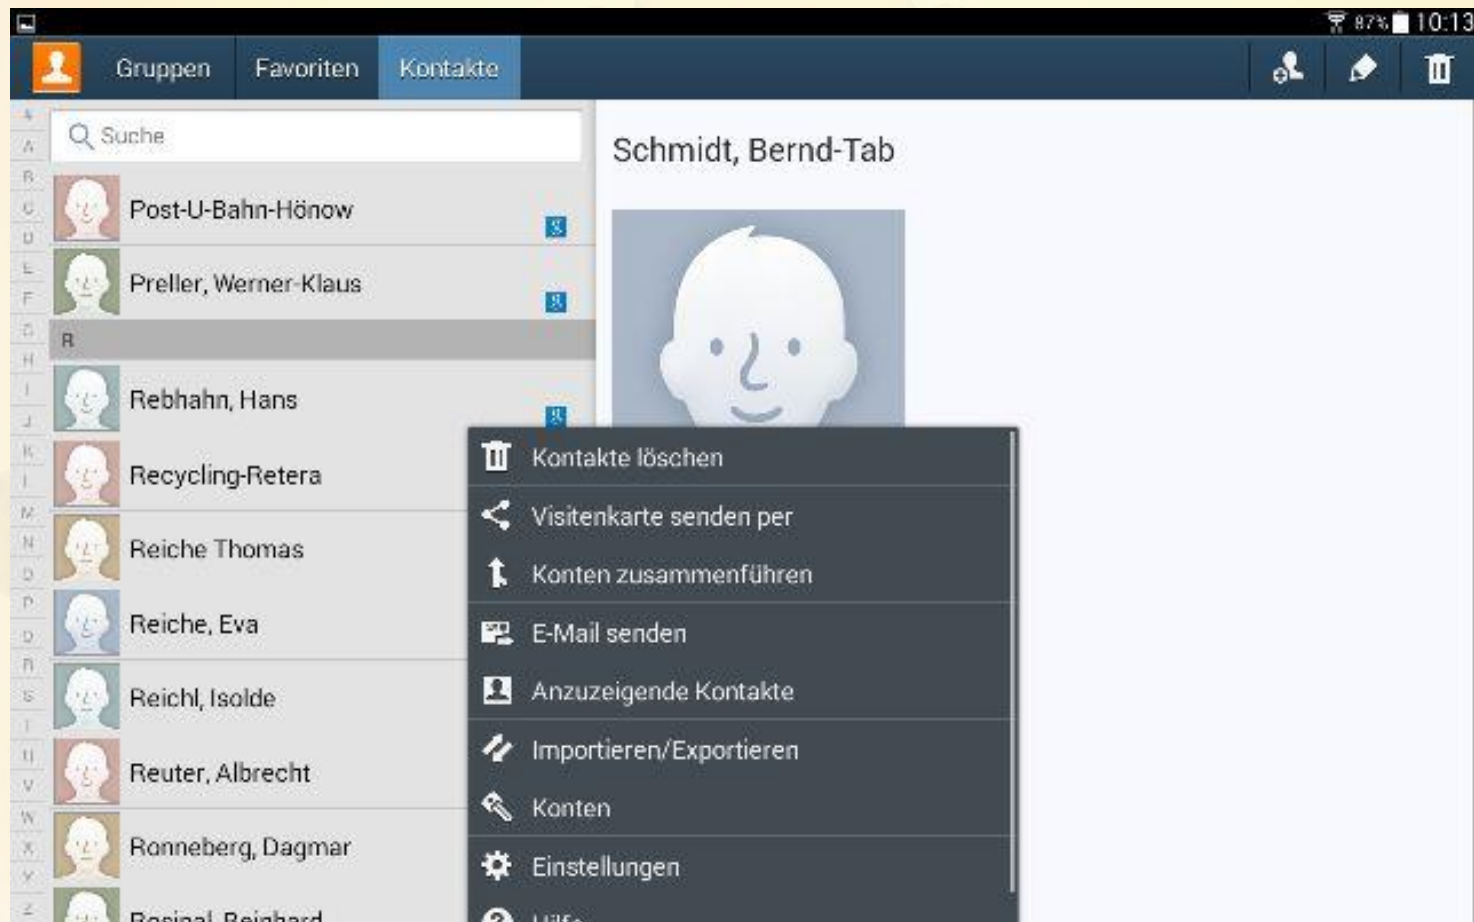 87% 10:13
Gruppen Favoriten Kontakte
Suche
Schmidt, Bernd-Tab
Post-U-Bahn-Hönow
Preller, Werner-Klaus
R
Rebhahn, Hans
Recycling-Retera
Reiche Thomas
Reiche, Eva
Reichl, Isolde
Reuter, Albrecht
Ronneberg, Dagmar
Kontakte löschen
Visitenkarte senden per
Konten zusammenführen
E-Mail senden
Anzuzeigende Kontakte
Importieren/Exportieren
Konten
Einstellungen
Hilfe
A
B
C
D
E
F
G
H
I
J
K
L
M
N
O
P
Q
R
S
T
U
V
W
X
Y
Z